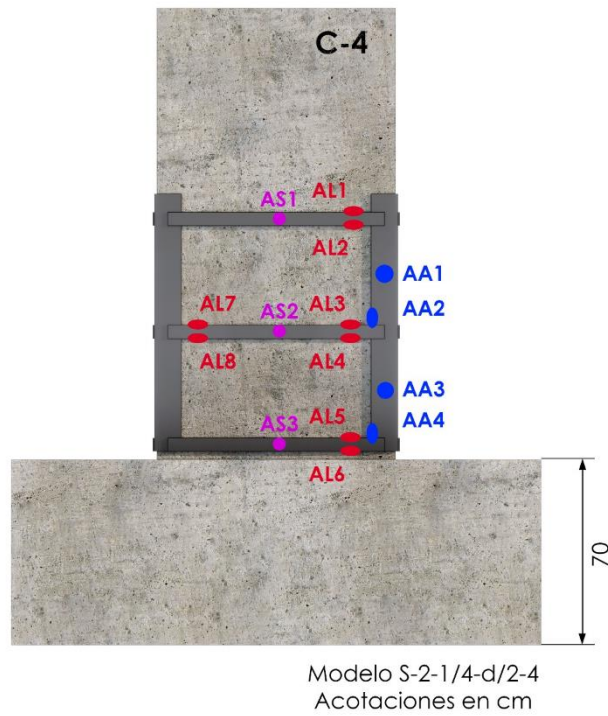 C-4
AS1
AL1
AL2
AA1
AL7
AS2
AL3
AA2
AL8
AL4
AA3
AS3
AL5
AA4
AL6
70
Modelo S-2-1/4-d/2-4
Acotaciones en cm